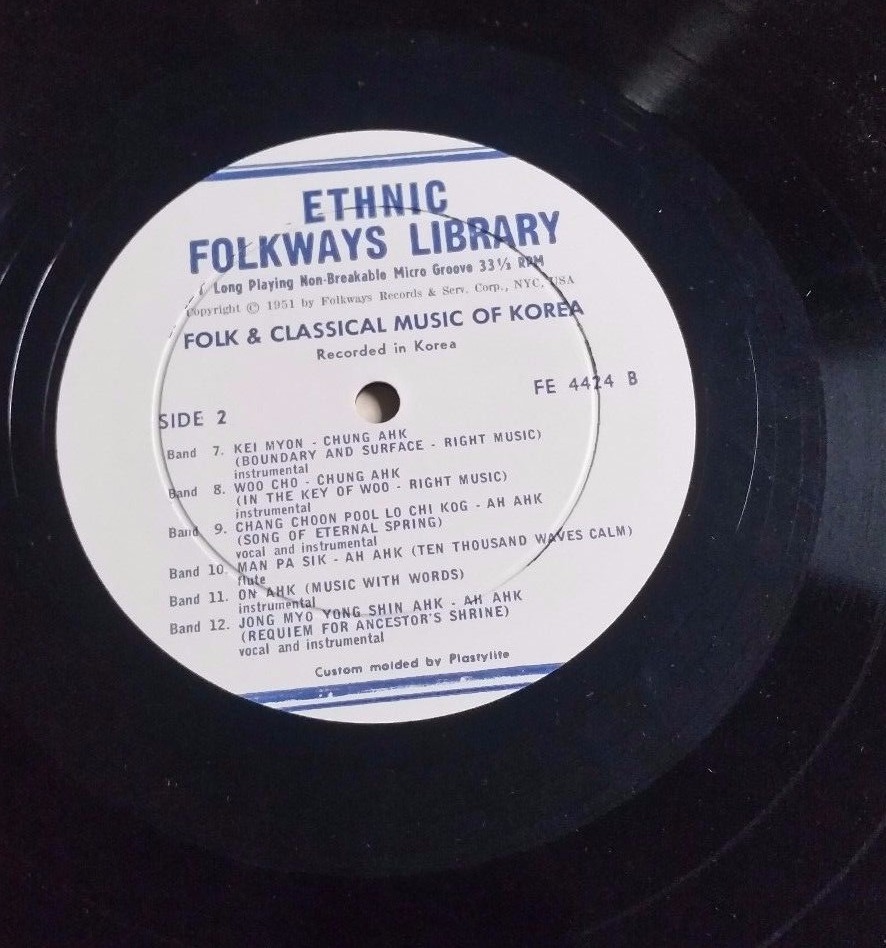 ETHNIC
FOLKWAYS LIBRARY
Long Playing Non-Breakable Micro Groove 33⅓ RPM
Copyright © 1951 by Folkways Records & Serv. Corp., NYC, USA
FOLK & CLASSICAL MUSIC OF KOREA
Recorded in Korea
FE 4424 B
SIDE 2
Band 7. KEI MYON - CHUNG AHK
(BOUNDARY AND SURFACE - RIGHT MUSIC)
instrumental
Band 8. WOO CHO - CHUNG AHK
(IN THE KEY OF WOO - RIGHT MUSIC)
instrumental
Band 9. CHANG CHOON POOL LO CHI KOG - AH AHK
(SONG OF ETERNAL SPRING)
vocal and instrumental
Band 10. MAN PA SIK - AH AHK (TEN THOUSAND WAVES CALM)
flute
Band 11. ON AHK (MUSIC WITH WORDS)
instrumental
Band 12. JONG MYO YONG SHIN AHK - AH AHK
(REQUIEM FOR ANCESTOR'S SHRINE)
vocal and instrumental
Custom molded by Plastylite